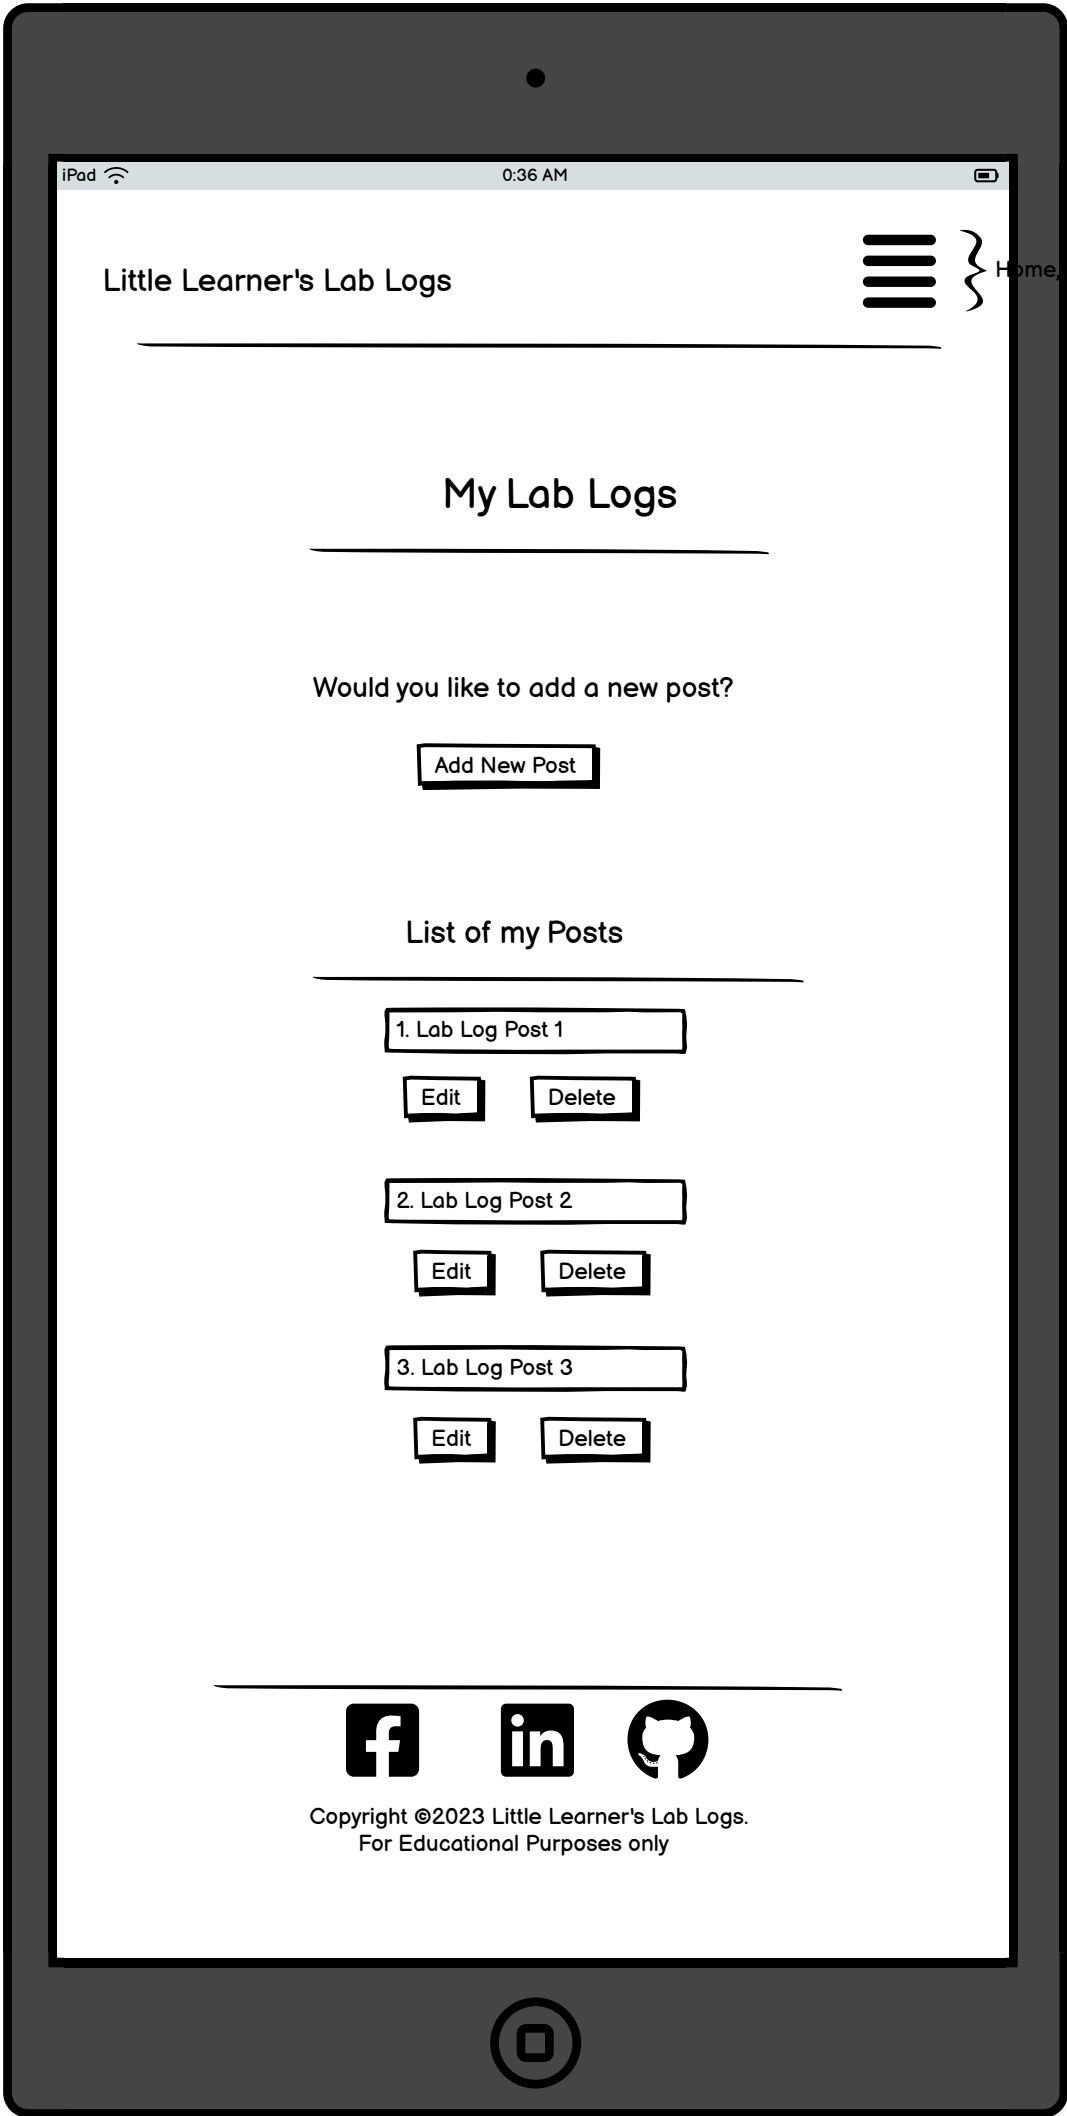 iPad 0:36 AM
Little Learner's Lab Logs
Home,
My Lab Logs
Would you like to add a new post?
Add New Post
List of my Posts
1. Lab Log Post 1
Edit Delete
2. Lab Log Post 2
Edit Delete
3. Lab Log Post 3
Edit Delete
in
Copyright ©2023 Little Learner's Lab Logs.
For Educational Purposes only